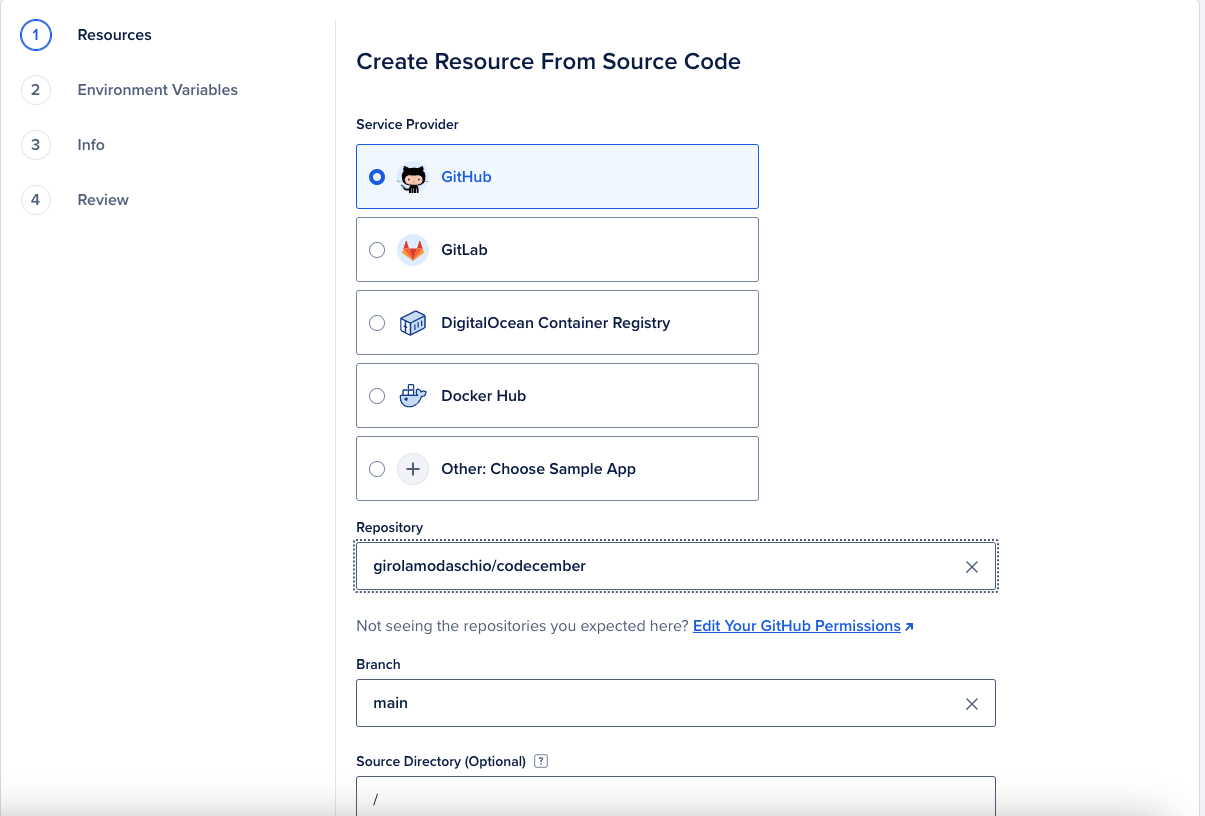 1 Resources
2 Environment Variables
3 Info
4 Review
Create Resource From Source Code
Service Provider
GitHub
GitLab
DigitalOcean Container Registry
Docker Hub
Other: Choose Sample App
Repository
girolamodaschio/codecember
Not seeing the repositories you expected here? Edit Your GitHub Permissions
Branch
main
Source Directory (Optional) ?
/